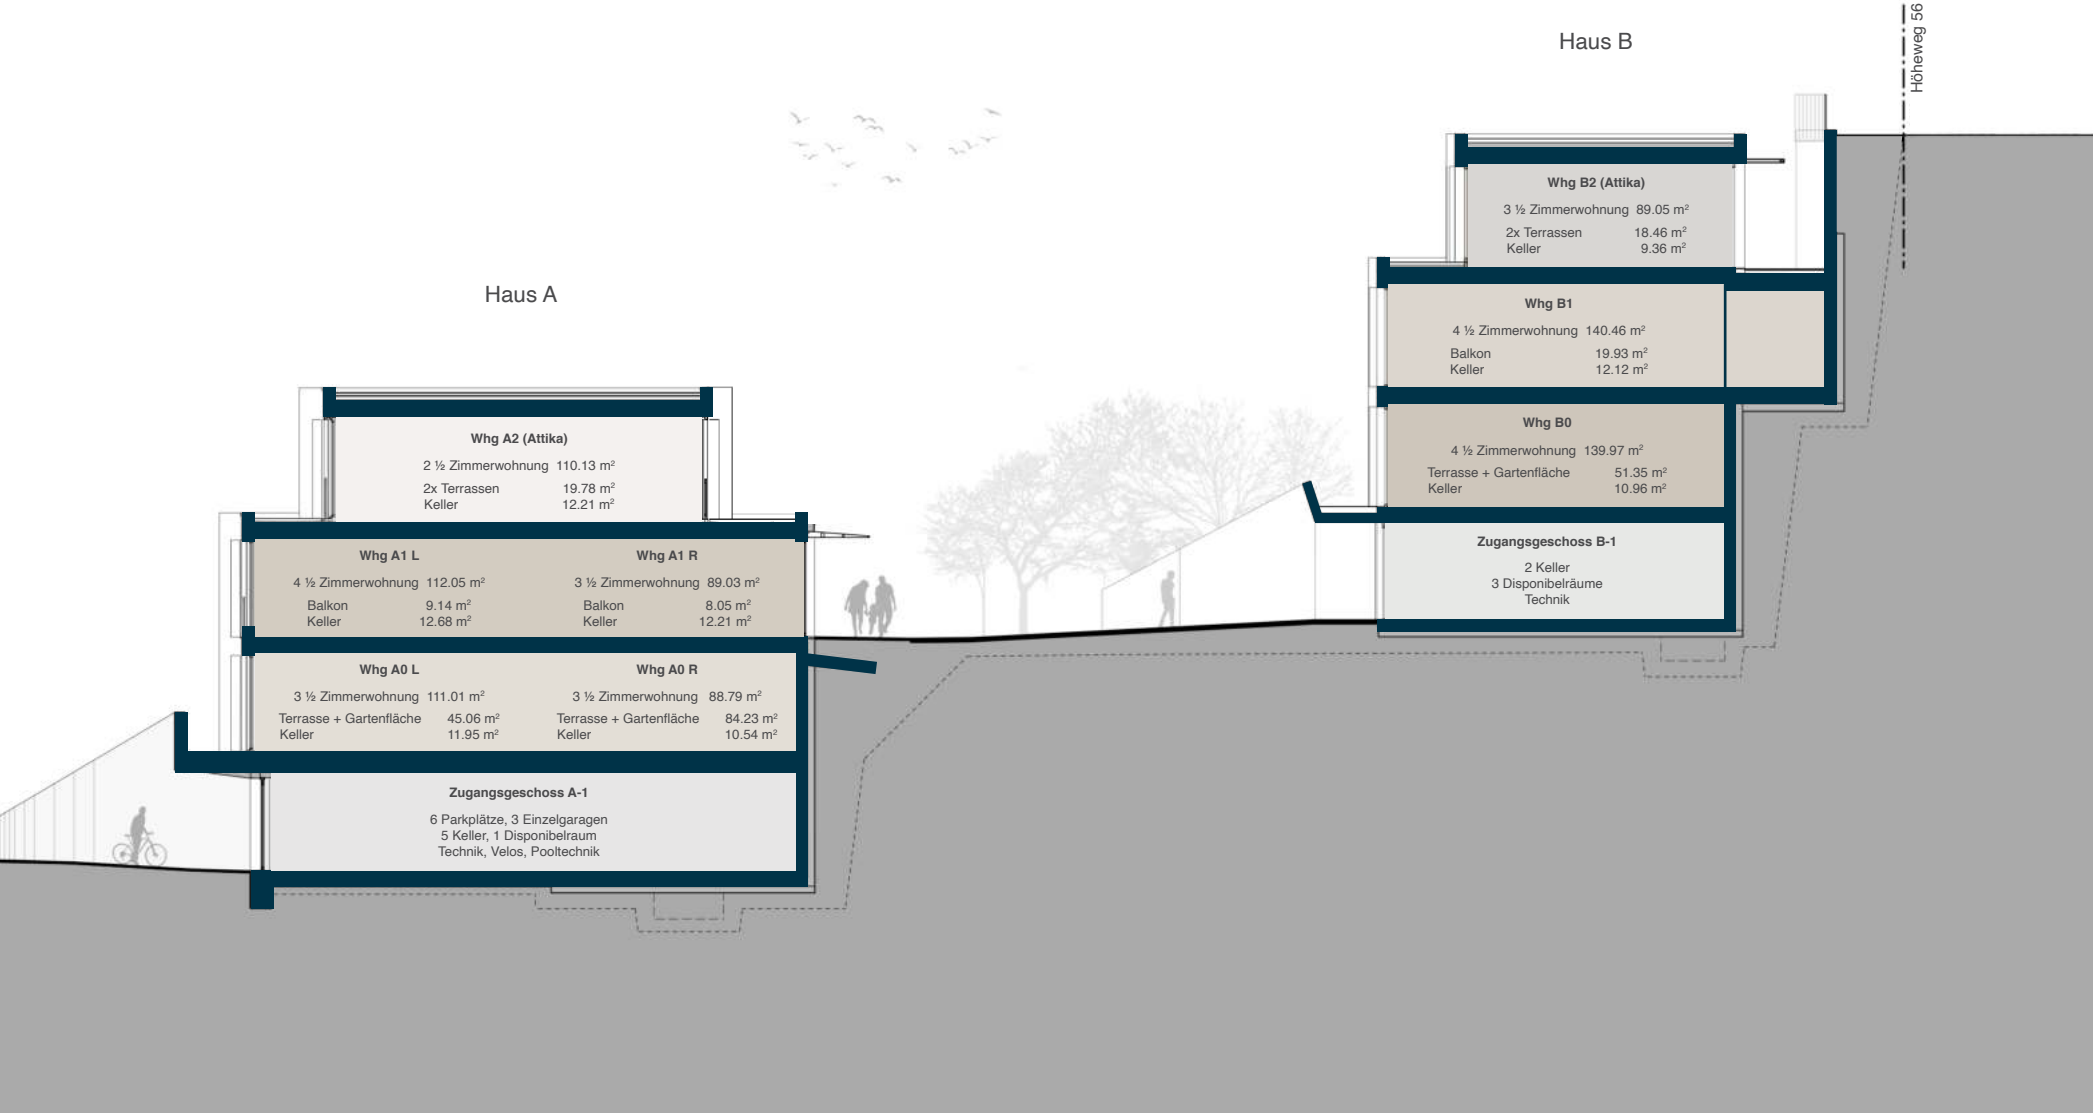 Haus B
Höheweg 56
Whg B2 (Attika)
3 ½ Zimmerwohnung 89.05 m²
2x Terrassen 18.46 m²
Keller 9.36 m²
Whg B1
4 ½ Zimmerwohnung 140.46 m²
Balkon 19.93 m²
Keller 12.12 m²
Whg B0
4 ½ Zimmerwohnung 139.97 m²
Terrasse + Gartenfläche 51.35 m²
Keller 10.96 m²
Zugangsgeschoss B-1
2 Keller
3 Disponibelräume
Technik
Haus A
Whg A2 (Attika)
2 ½ Zimmerwohnung 110.13 m²
2x Terrassen 19.78 m²
Keller 12.21 m²
Whg A1 L
4 ½ Zimmerwohnung 112.05 m²
Balkon 9.14 m²
Keller 12.68 m²
Whg A1 R
3 ½ Zimmerwohnung 89.03 m²
Balkon 8.05 m²
Keller 12.21 m²
Whg A0 L
3 ½ Zimmerwohnung 111.01 m²
Terrasse + Gartenfläche 45.06 m²
Keller 11.95 m²
Whg A0 R
3 ½ Zimmerwohnung 88.79 m²
Terrasse + Gartenfläche 84.23 m²
Keller 10.54 m²
Zugangsgeschoss A-1
6 Parkplätze, 3 Einzelgaragen
5 Keller, 1 Disponibelraum
Technik, Velos, Pooltechnik